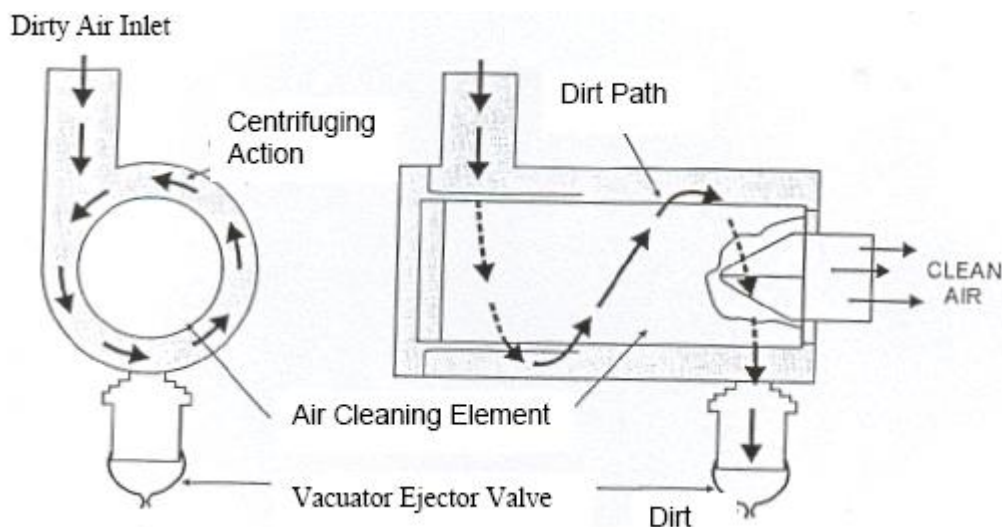 Dirty Air Inlet
Centrifuging
Action
Dirt Path
CLEAN
AIR
Air Cleaning Element
Vacuator Ejector Valve
Dirt